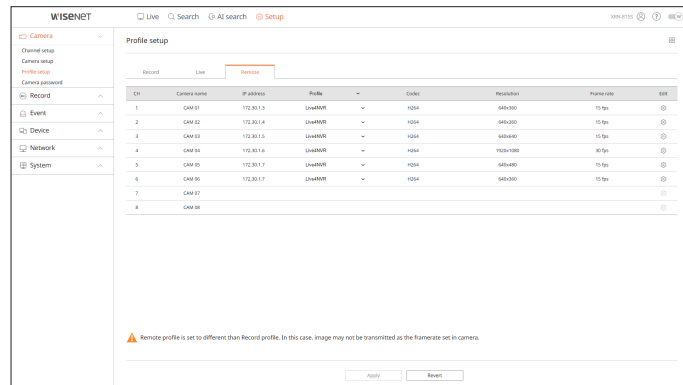 WISENET
Live Search AI search Setup
XRN-815S
Camera
Channel setup
Camera setup
Profile setup
Camera password
Record
Event
Device
Network
System
Profile setup
Record Live Remote
CH Camera name IP address Profile Codec Resolution Frame rate Edit
1 CAM 01 172.30.1.3 Live4NVR H264 640x360 15 fps
2 CAM 02 172.30.1.4 Live4NVR H264 640x360 15 fps
3 CAM 03 172.30.1.5 Live4NVR H264 640x640 15 fps
4 CAM 04 172.30.1.6 Live4NVR H264 1920x1080 30 fps
5 CAM 05 172.30.1.7 Live4NVR H264 640x480 15 fps
6 CAM 06 172.30.1.7 Live4NVR H264 640x360 15 fps
7 CAM 07
8 CAM 08
Remote profile is set to different than Record profile. In this case, image may not be transmitted as the framerate set in camera.
Apply Revert